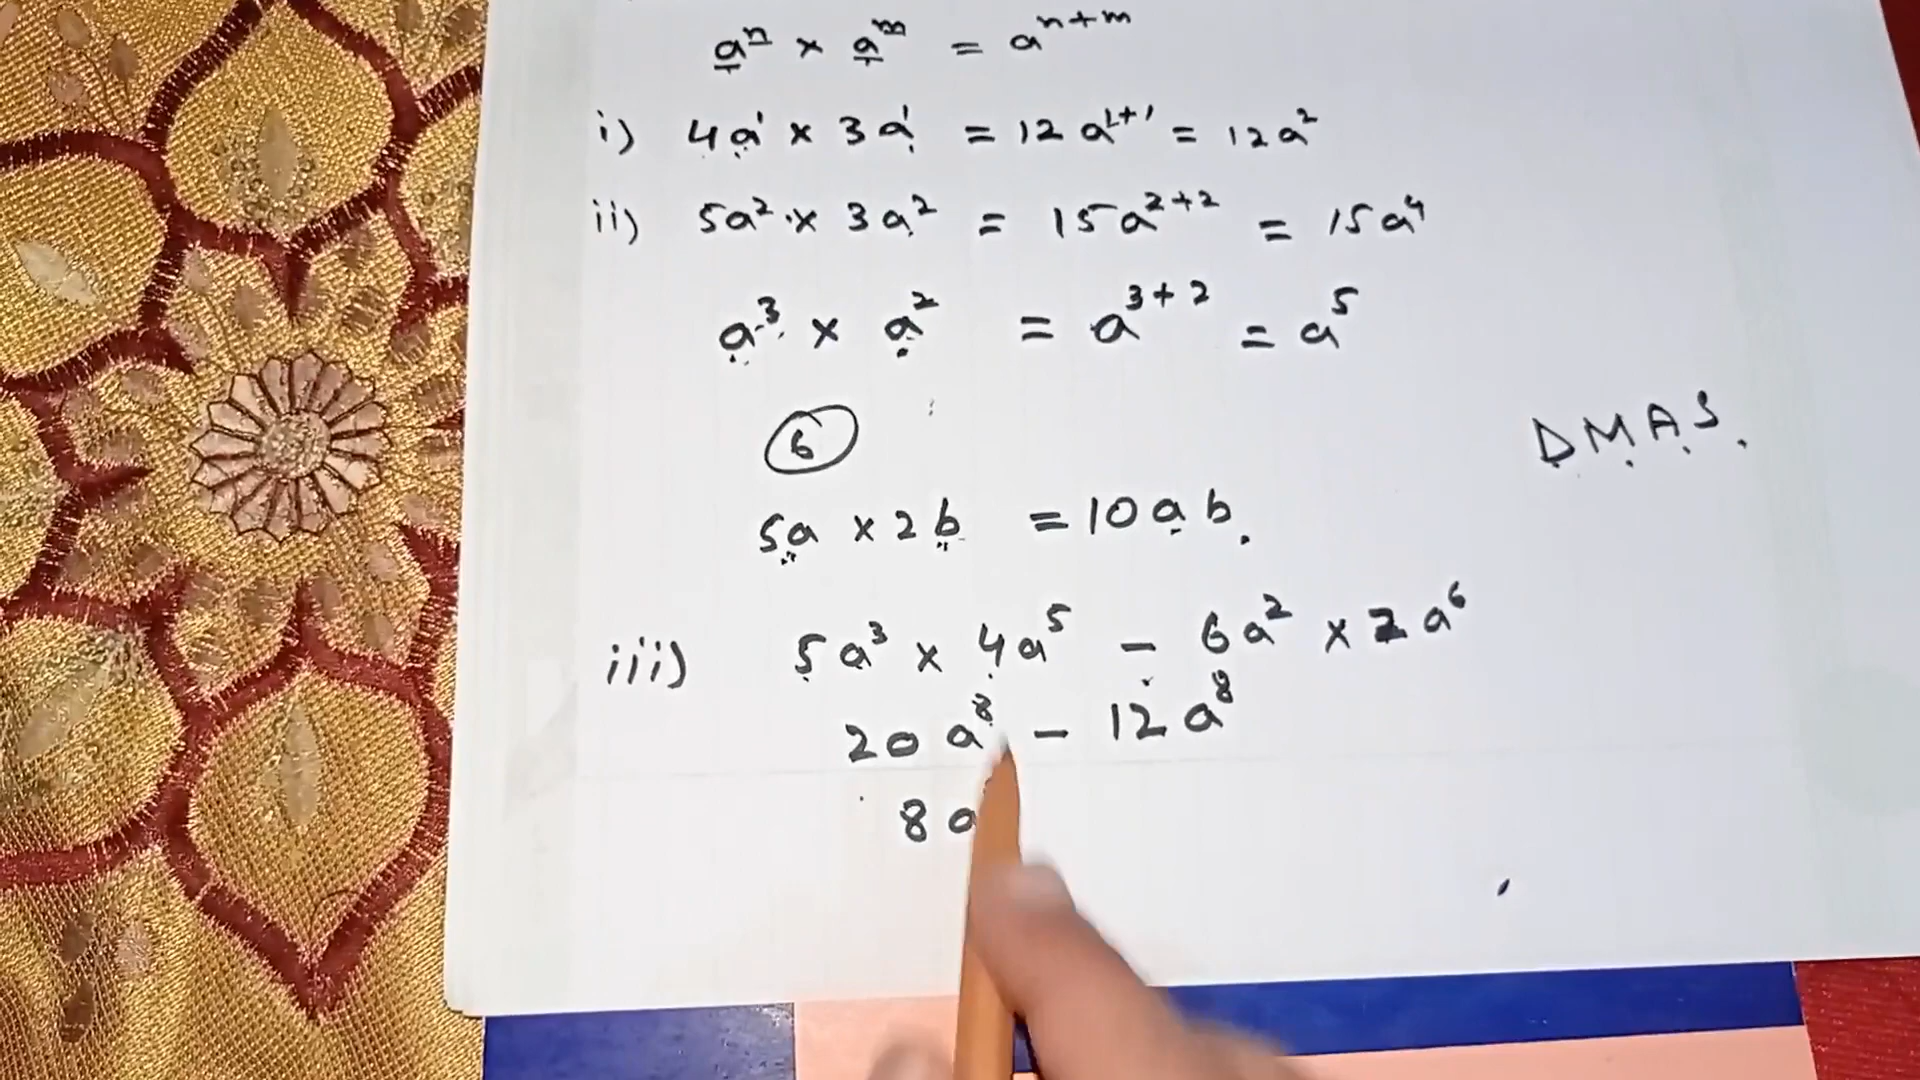 aⁿ × aᵐ = aⁿ⁺ᵐ
i) 4a¹ × 3a¹ = 12a¹⁺¹ = 12a²
ii) 5a² × 3a² = 15a²⁺² = 15a⁴
a³ × a² = a³⁺² = a⁵
6
DMAS
5a × 2b = 10ab.
iii) 5a³ × 4a⁵ − 6a² × 2a⁶
20a⁸ − 12a⁸
8a